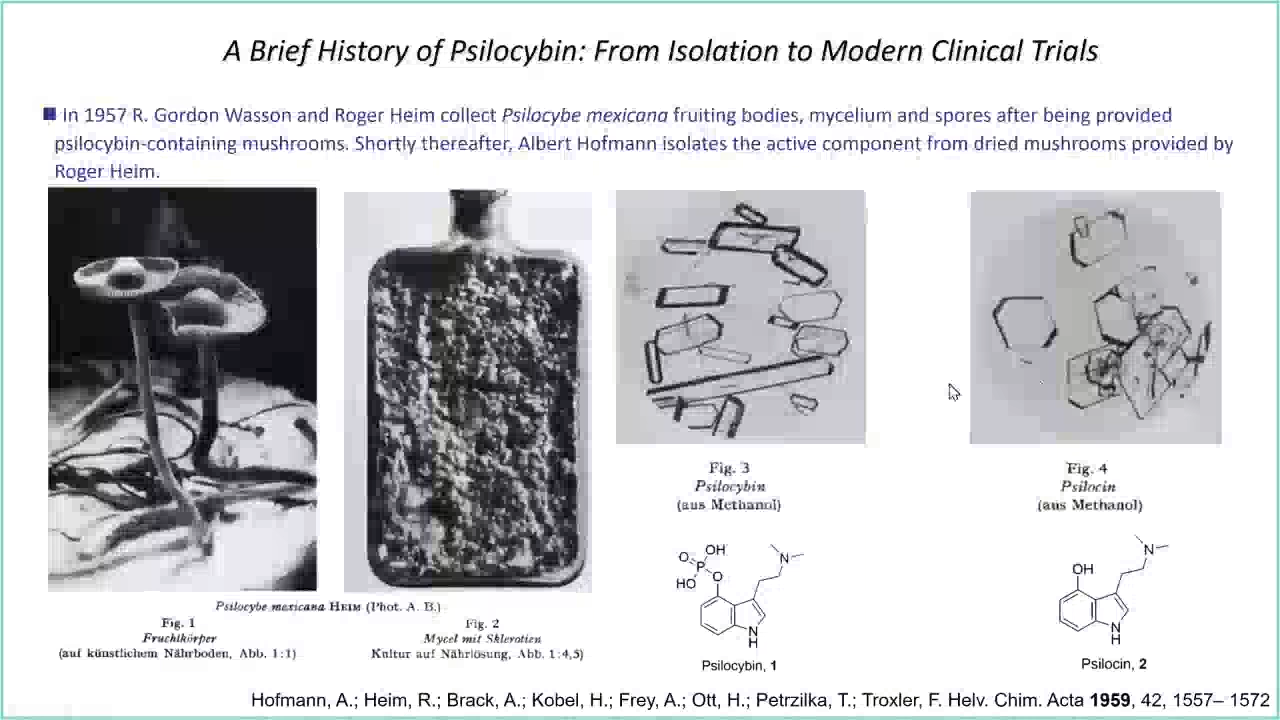 A Brief History of Psilocybin: From Isolation to Modern Clinical Trials
In 1957 R. Gordon Wasson and Roger Heim collect Psilocybe mexicana fruiting bodies, mycelium and spores after being provided
psilocybin-containing mushrooms. Shortly thereafter, Albert Hofmann isolates the active component from dried mushrooms provided by
Roger Heim.
Psilocybe mexicana HEIM (Phot. A. B.)
Fig. 1
Fruchtkörper
(auf künstlichem Nährboden, Abb. 1:1)
Fig. 2
Mycel mit Sklerotien
Kultur auf Nährlösung, Abb. 1:4,5)
Fig. 3
Psilocybin
(aus Methanol)
Fig. 4
Psilocin
(aus Methanol)
OH
O
P
HO
O
N
N
H
Psilocybin, 1
OH
N
N
H
Psilocin, 2
Hofmann, A.; Heim, R.; Brack, A.; Kobel, H.; Frey, A.; Ott, H.; Petrzilka, T.; Troxler, F. Helv. Chim. Acta 1959, 42, 1557– 1572